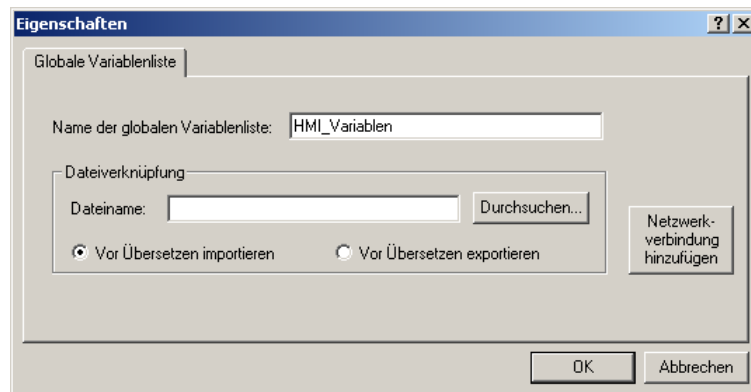 Eigenschaften
Globale Variablenliste
Name der globalen Variablenliste: HMI_Variablen
Dateiverknüpfung
Dateiname: Durchsuchen...
Vor Übersetzen importieren Vor Übersetzen exportieren
Netzwerk-
verbindung
hinzufügen
OK Abbrechen